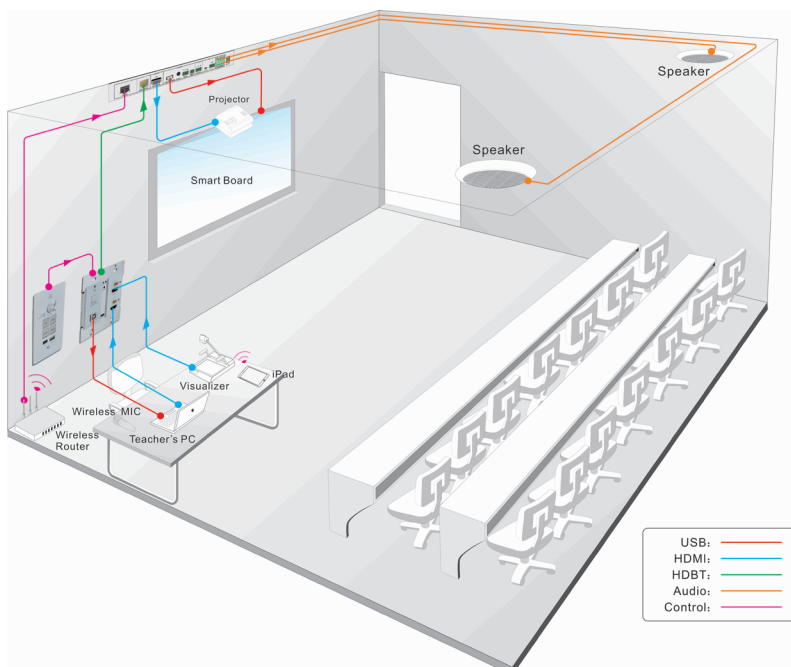 Speaker
Projector
Speaker
Smart Board
Visualizer
iPad
Wireless MIC
Teacher's PC
Wireless
Router
USB:
HDMI:
HDBT:
Audio:
Control: